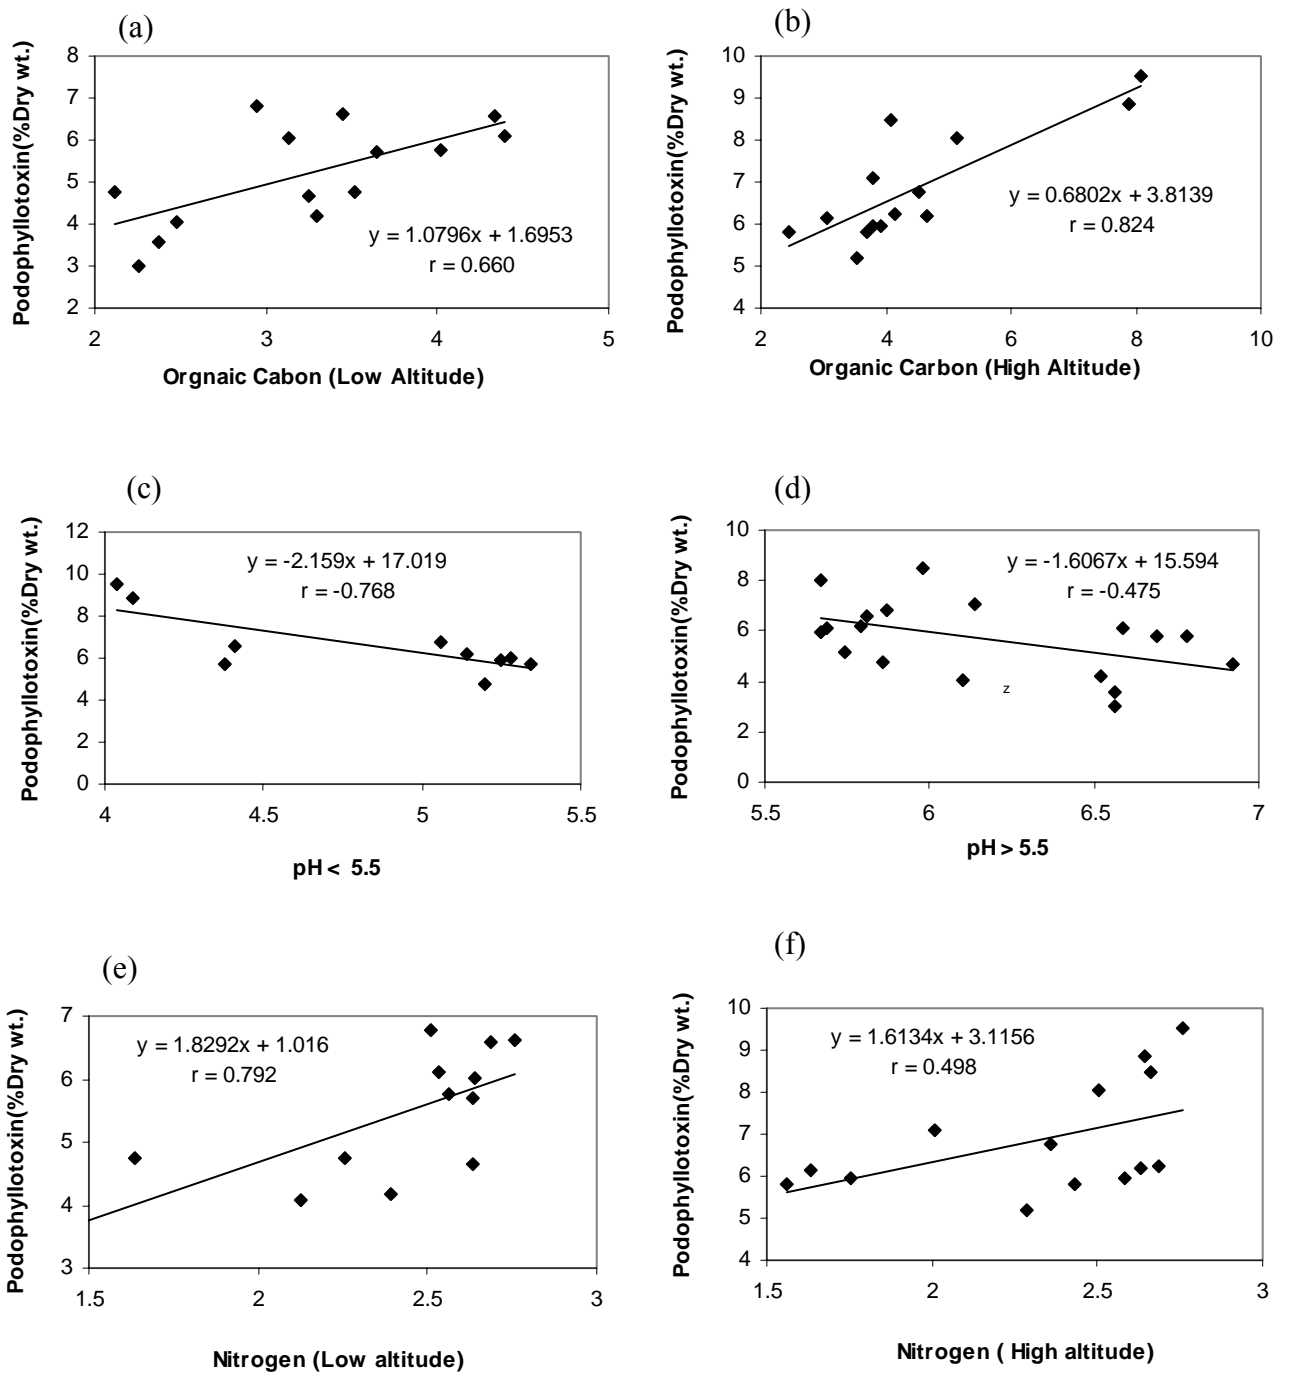 (a)
Podophyllotoxin(%Dry wt.)
8
7
6
5
4
3
2
y = 1.0796x + 1.6953
r = 0.660
2 3 4 5
Orgnaic Cabon (Low Altitude)
(b)
Podophyllotoxin(%Dry wt.)
10
9
8
7
6
5
4
y = 0.6802x + 3.8139
r = 0.824
2 4 6 8 10
Organic Carbon (High Altitude)
(c)
Podophyllotoxin(%Dry wt.)
12
10
8
6
4
2
0
y = -2.159x + 17.019
r = -0.768
4 4.5 5 5.5
pH < 5.5
(d)
Podophyllotoxin(%Dry wt.)
10
8
6
4
2
0
y = -1.6067x + 15.594
r = -0.475
z
5.5 6 6.5 7
pH > 5.5
(e)
Podophyllotoxin(%Dry wt.)
7
6
5
4
3
y = 1.8292x + 1.016
r = 0.792
1.5 2 2.5 3
Nitrogen (Low altitude)
(f)
Podophyllotoxin(%Dry wt.)
10
9
8
7
6
5
4
y = 1.6134x + 3.1156
r = 0.498
1.5 2 2.5 3
Nitrogen ( High altitude)